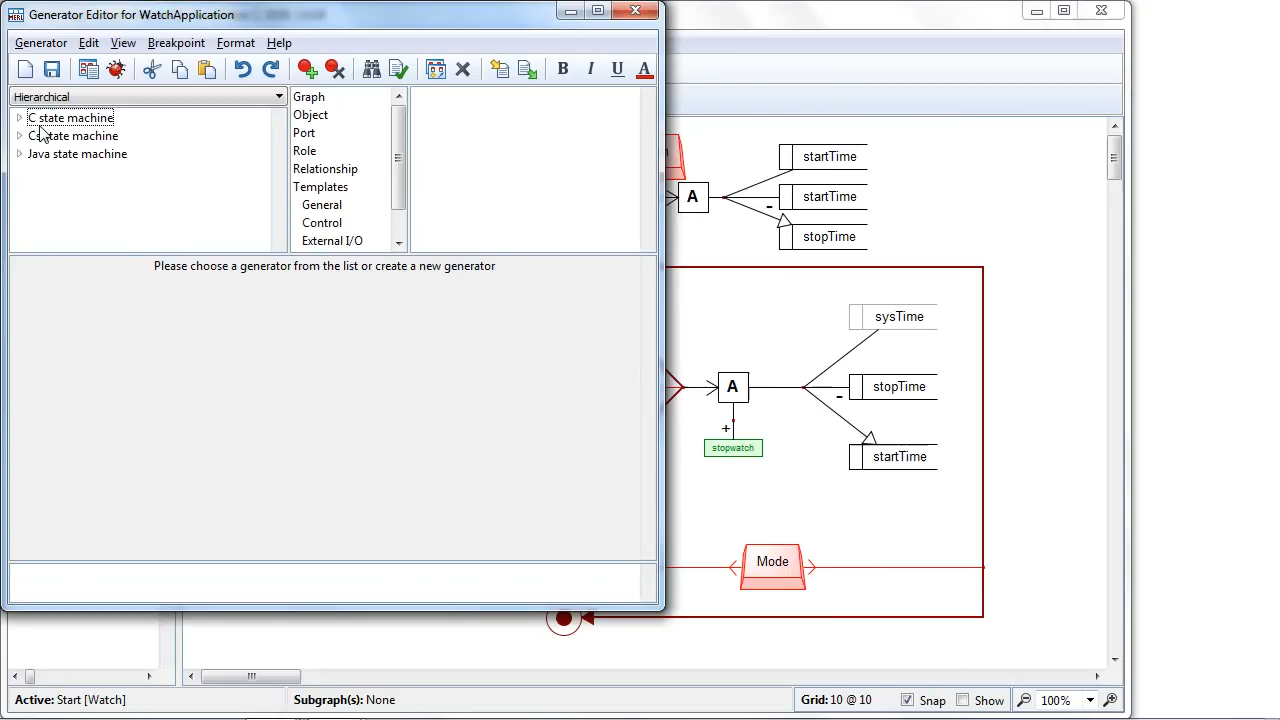 Generator Editor for WatchApplication
Generator Edit View Breakpoint Format Help
B I U A
Hierarchical
C state machine
Cs state machine
Java state machine
Graph
Object
Port
Role
Relationship
Templates
General
Control
External I/O
Please choose a generator from the list or create a new generator
A
startTime
startTime
-
stopTime
sysTime
A
stopTime
-
+
stopwatch
startTime
Mode
Active: Start [Watch]
Subgraph(s): None
Grid: 10 @ 10
Snap
Show
100%